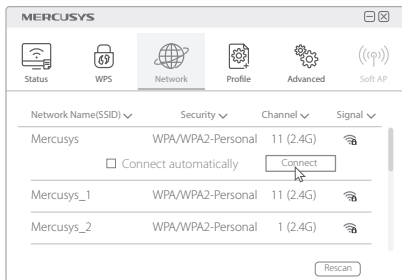 MERCUSYS
Status WPS Network Profile Advanced Soft AP
Network Name(SSID) Security Channel Signal
Mercusys WPA/WPA2-Personal 11 (2.4G)
Connect automatically Connect
Mercusys_1 WPA/WPA2-Personal 11 (2.4G)
Mercusys_2 WPA/WPA2-Personal 1 (2.4G)
Rescan